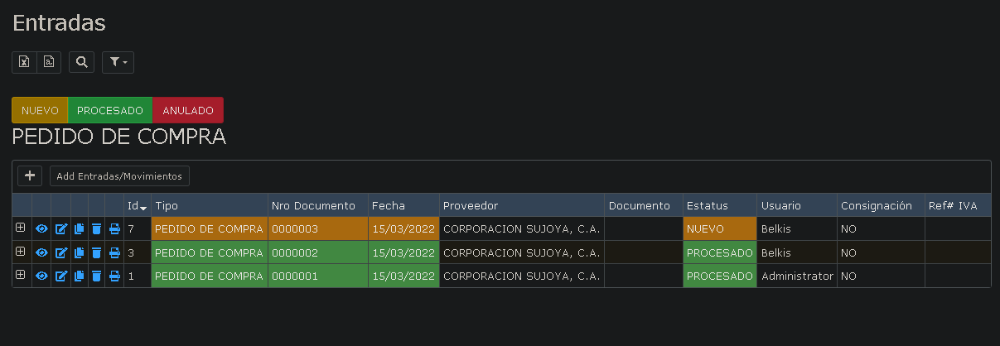 Entradas
NUEVO PROCESADO ANULADO
PEDIDO DE COMPRA
Add Entradas/Movimientos
Id Tipo Nro Documento Fecha Proveedor Documento Estatus Usuario Consignación Ref# IVA
7 PEDIDO DE COMPRA 0000003 15/03/2022 CORPORACION SUJOYA, C.A. NUEVO Belkis NO
3 PEDIDO DE COMPRA 0000002 15/03/2022 CORPORACION SUJOYA, C.A. PROCESADO Belkis NO
1 PEDIDO DE COMPRA 0000001 15/03/2022 CORPORACION SUJOYA, C.A. PROCESADO Administrator NO